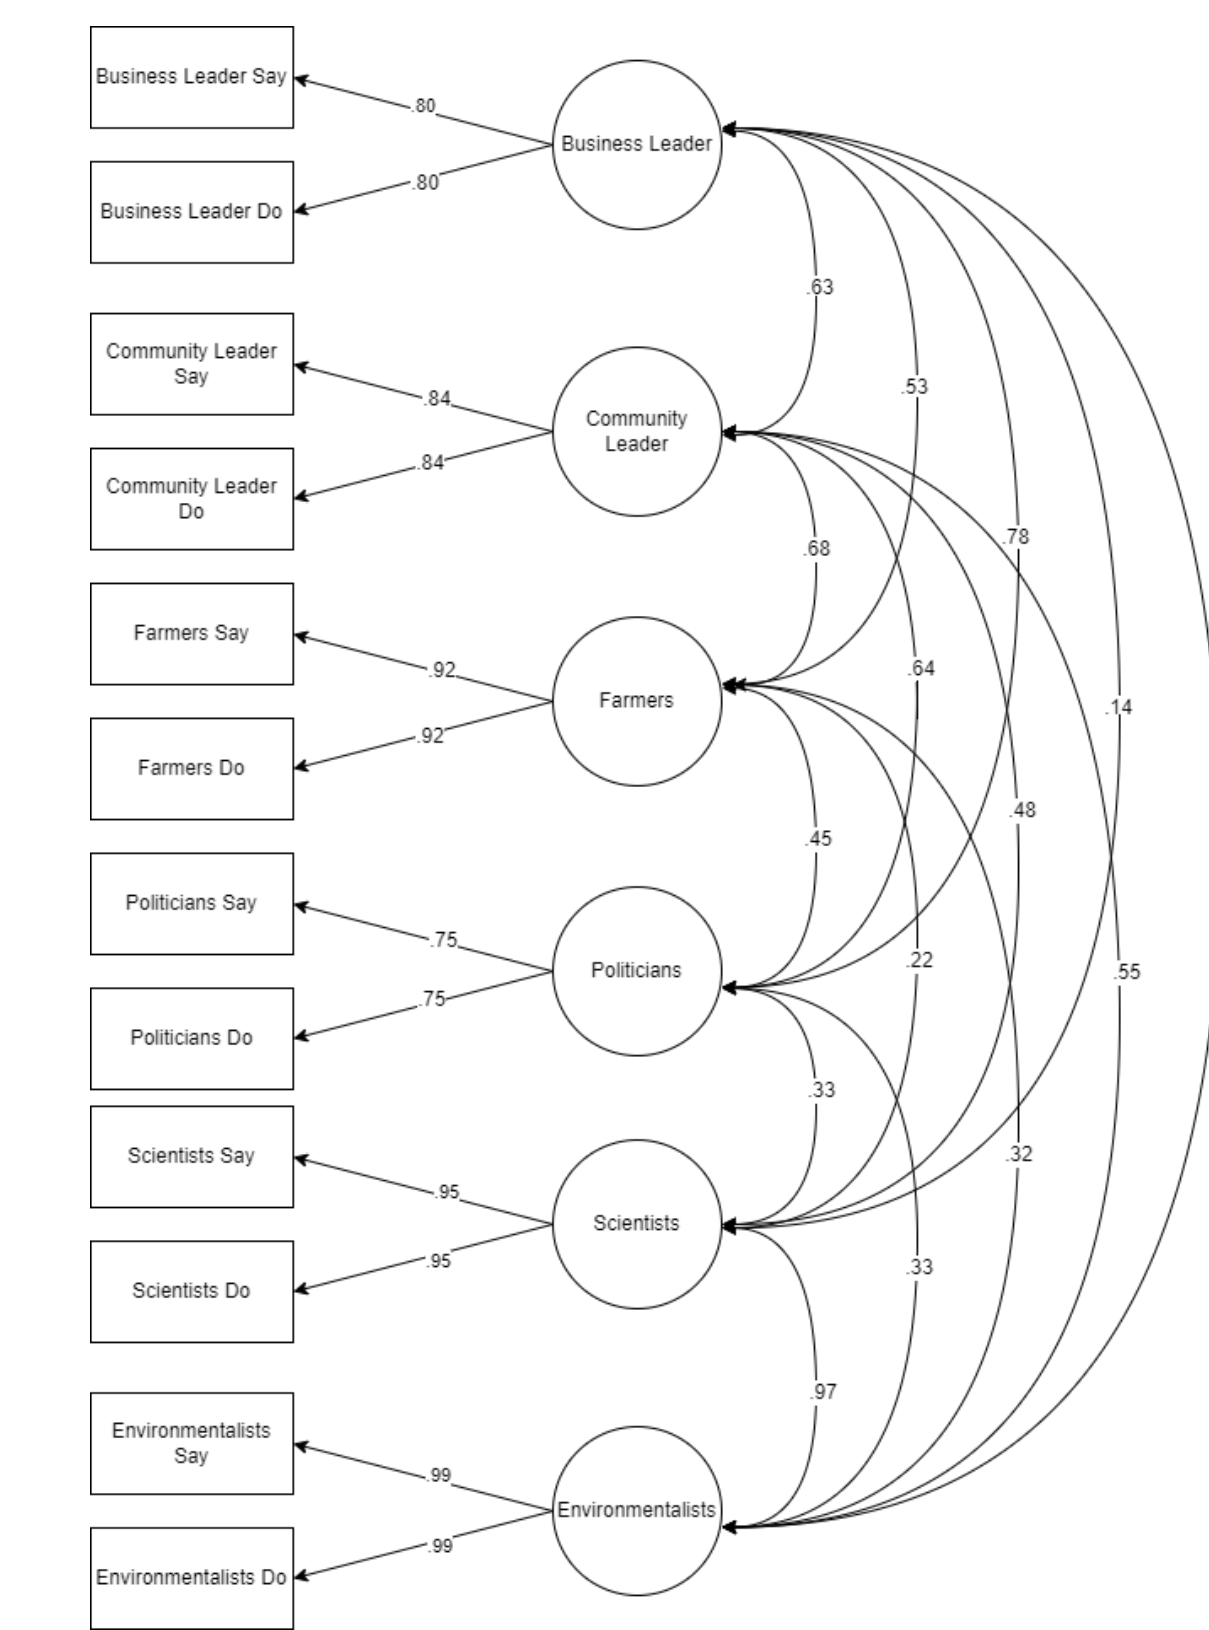 Business Leader Say
.80
Business Leader
.80
Business Leader Do
.63
Community Leader
Say
.84
.53
Community
Leader
.84
Community Leader
Do
.78
.68
Farmers Say
.92
.64
Farmers
.14
.92
Farmers Do
.48
.45
Politicians Say
.75
.22
Politicians
.55
.75
Politicians Do
.33
Scientists Say
.32
.95
Scientists
.95
.33
Scientists Do
.97
Environmentalists
Say
.99
Environmentalists
.99
Environmentalists Do